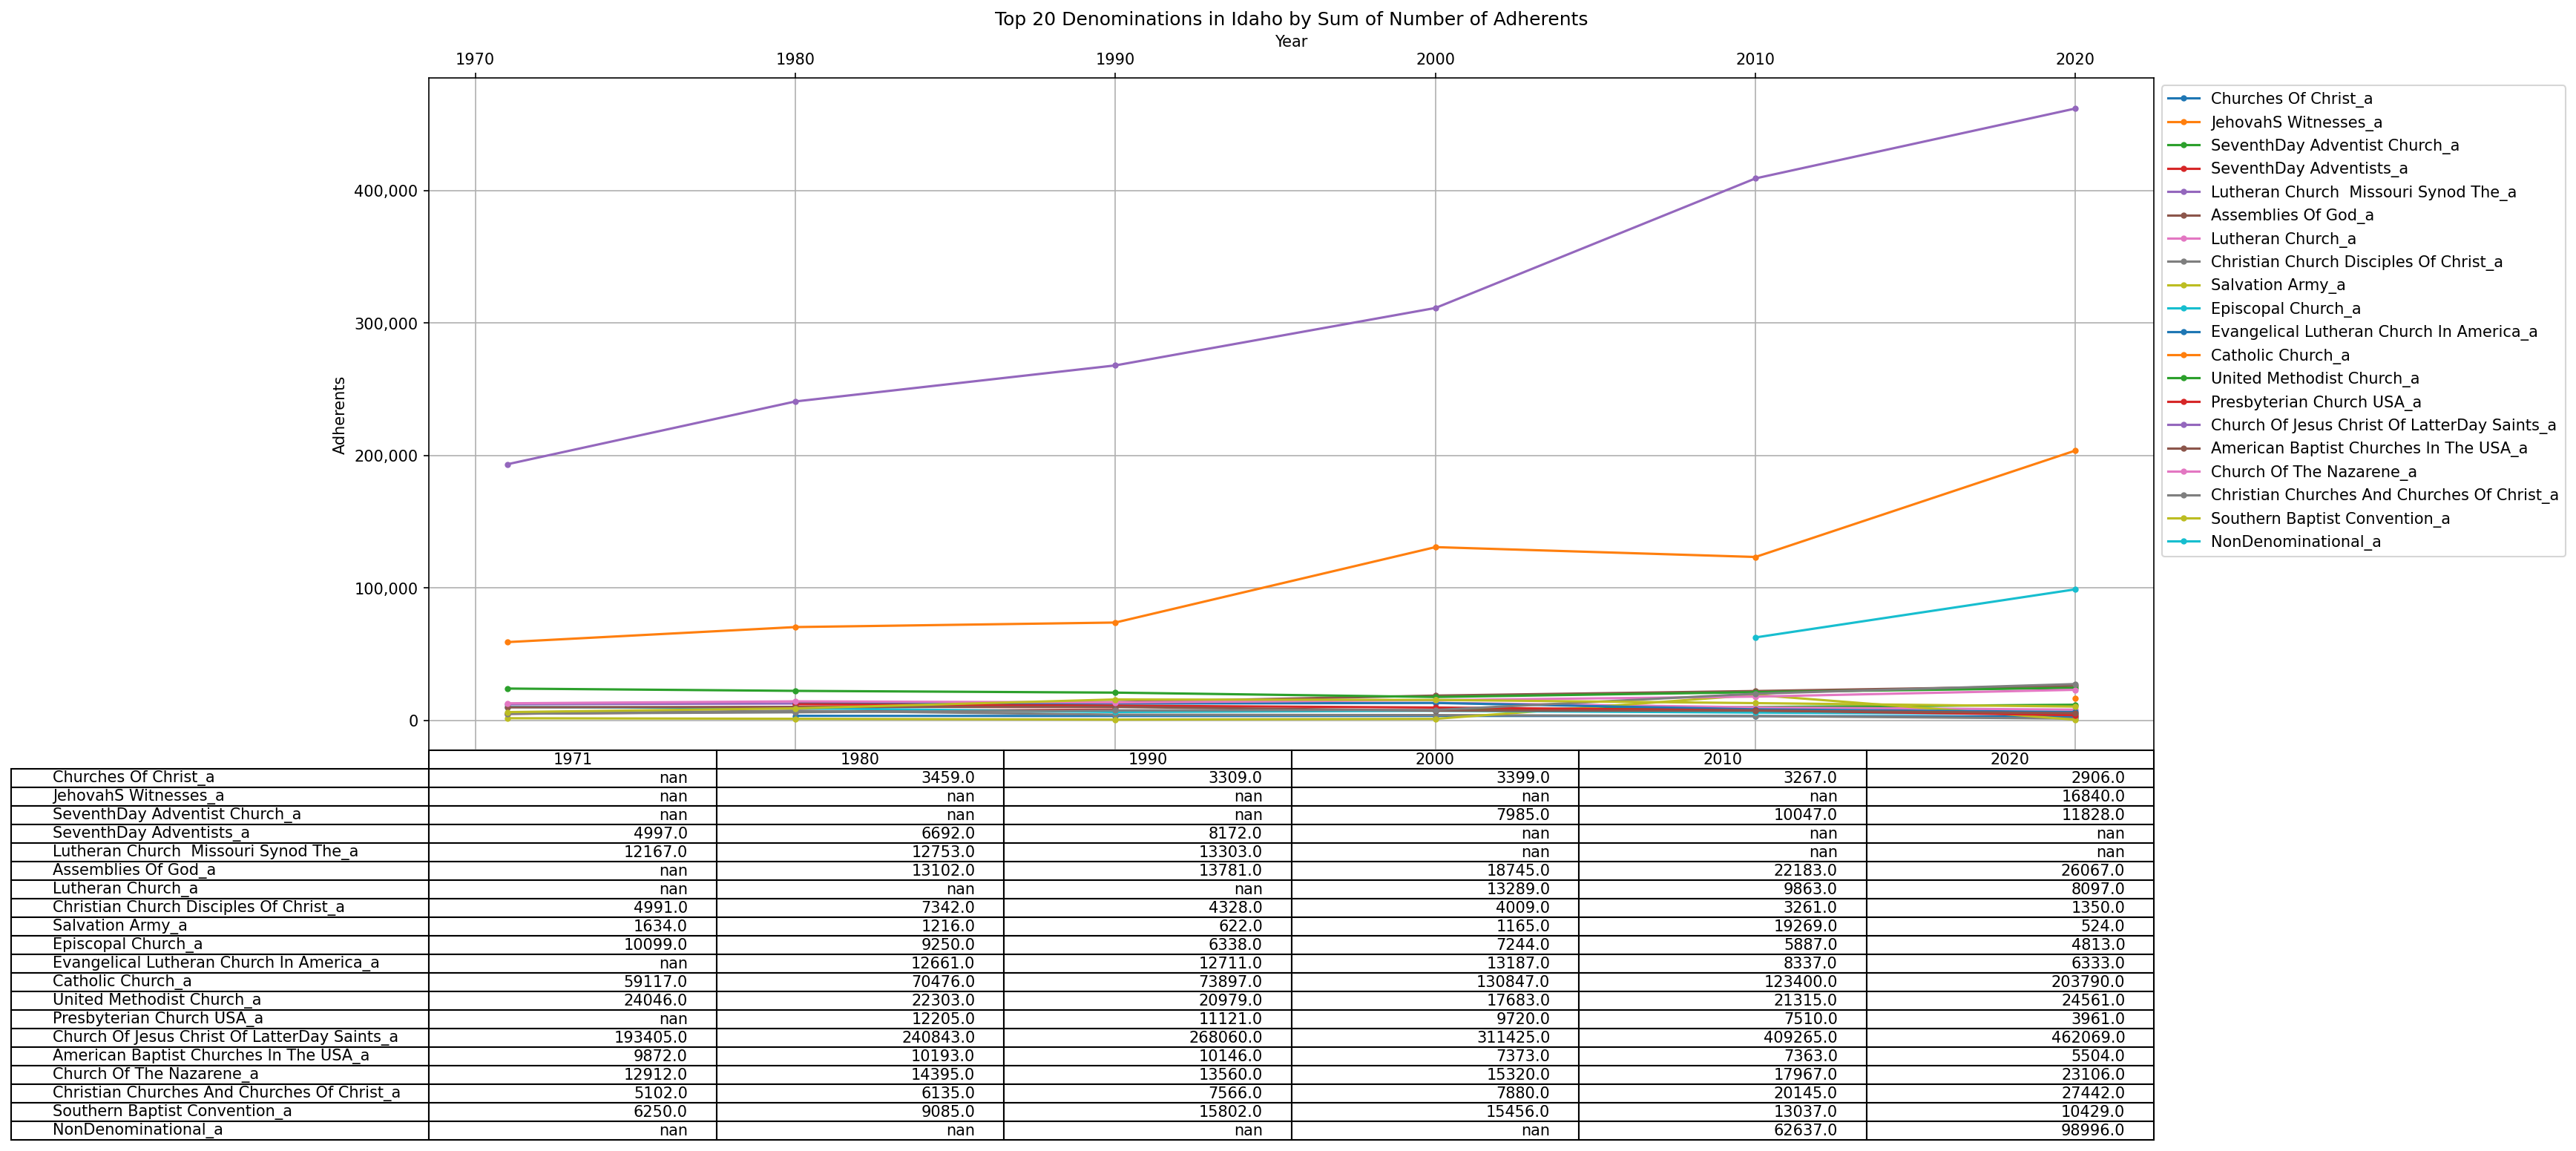 Top 20 Denominations in Idaho by Sum of Number of Adherents
Year
1970 1980 1990 2000 2010 2020
400,000
300,000
200,000
100,000
0
Adherents
Churches Of Christ_a
JehovahS Witnesses_a
SeventhDay Adventist Church_a
SeventhDay Adventists_a
Lutheran Church  Missouri Synod The_a
Assemblies Of God_a
Lutheran Church_a
Christian Church Disciples Of Christ_a
Salvation Army_a
Episcopal Church_a
Evangelical Lutheran Church In America_a
Catholic Church_a
United Methodist Church_a
Presbyterian Church USA_a
Church Of Jesus Christ Of LatterDay Saints_a
American Baptist Churches In The USA_a
Church Of The Nazarene_a
Christian Churches And Churches Of Christ_a
Southern Baptist Convention_a
NonDenominational_a
1971 1980 1990 2000 2010 2020
Churches Of Christ_a nan 3459.0 3309.0 3399.0 3267.0 2906.0
JehovahS Witnesses_a nan nan nan nan nan 16840.0
SeventhDay Adventist Church_a nan nan nan 7985.0 10047.0 11828.0
SeventhDay Adventists_a 4997.0 6692.0 8172.0 nan nan nan
Lutheran Church  Missouri Synod The_a 12167.0 12753.0 13303.0 nan nan nan
Assemblies Of God_a nan 13102.0 13781.0 18745.0 22183.0 26067.0
Lutheran Church_a nan nan nan 13289.0 9863.0 8097.0
Christian Church Disciples Of Christ_a 4991.0 7342.0 4328.0 4009.0 3261.0 1350.0
Salvation Army_a 1634.0 1216.0 622.0 1165.0 19269.0 524.0
Episcopal Church_a 10099.0 9250.0 6338.0 7244.0 5887.0 4813.0
Evangelical Lutheran Church In America_a nan 12661.0 12711.0 13187.0 8337.0 6333.0
Catholic Church_a 59117.0 70476.0 73897.0 130847.0 123400.0 203790.0
United Methodist Church_a 24046.0 22303.0 20979.0 17683.0 21315.0 24561.0
Presbyterian Church USA_a nan 12205.0 11121.0 9720.0 7510.0 3961.0
Church Of Jesus Christ Of LatterDay Saints_a 193405.0 240843.0 268060.0 311425.0 409265.0 462069.0
American Baptist Churches In The USA_a 9872.0 10193.0 10146.0 7373.0 7363.0 5504.0
Church Of The Nazarene_a 12912.0 14395.0 13560.0 15320.0 17967.0 23106.0
Christian Churches And Churches Of Christ_a 5102.0 6135.0 7566.0 7880.0 20145.0 27442.0
Southern Baptist Convention_a 6250.0 9085.0 15802.0 15456.0 13037.0 10429.0
NonDenominational_a nan nan nan nan 62637.0 98996.0